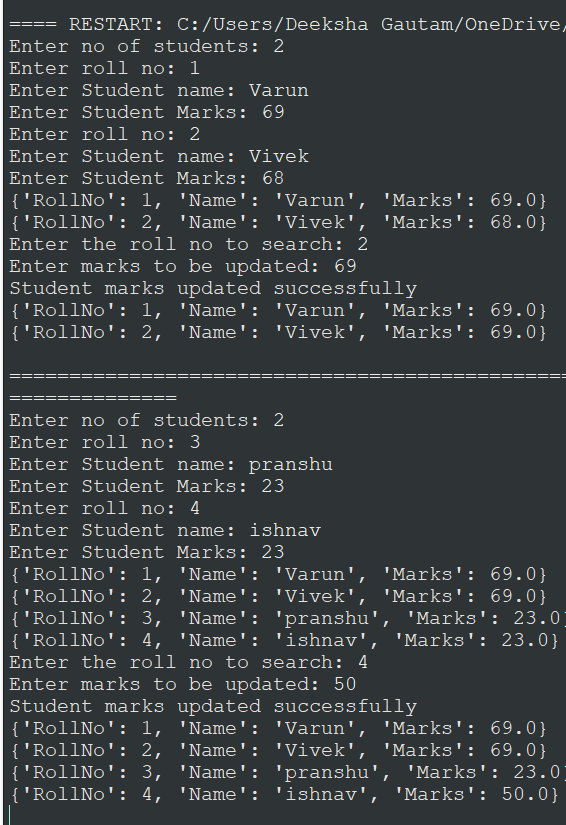 ==== RESTART: C:/Users/Deeksha Gautam/OneDrive/
Enter no of students: 2
Enter roll no: 1
Enter Student name: Varun
Enter Student Marks: 69
Enter roll no: 2
Enter Student name: Vivek
Enter Student Marks: 68
{'RollNo': 1, 'Name': 'Varun', 'Marks': 69.0}
{'RollNo': 2, 'Name': 'Vivek', 'Marks': 68.0}
Enter the roll no to search: 2
Enter marks to be updated: 69
Student marks updated successfully
{'RollNo': 1, 'Name': 'Varun', 'Marks': 69.0}
{'RollNo': 2, 'Name': 'Vivek', 'Marks': 69.0}

===============================================
==============
Enter no of students: 2
Enter roll no: 3
Enter Student name: pranshu
Enter Student Marks: 23
Enter roll no: 4
Enter Student name: ishnav
Enter Student Marks: 23
{'RollNo': 1, 'Name': 'Varun', 'Marks': 69.0}
{'RollNo': 2, 'Name': 'Vivek', 'Marks': 69.0}
{'RollNo': 3, 'Name': 'pranshu', 'Marks': 23.0}
{'RollNo': 4, 'Name': 'ishnav', 'Marks': 23.0}
Enter the roll no to search: 4
Enter marks to be updated: 50
Student marks updated successfully
{'RollNo': 1, 'Name': 'Varun', 'Marks': 69.0}
{'RollNo': 2, 'Name': 'Vivek', 'Marks': 69.0}
{'RollNo': 3, 'Name': 'pranshu', 'Marks': 23.0}
{'RollNo': 4, 'Name': 'ishnav', 'Marks': 50.0}